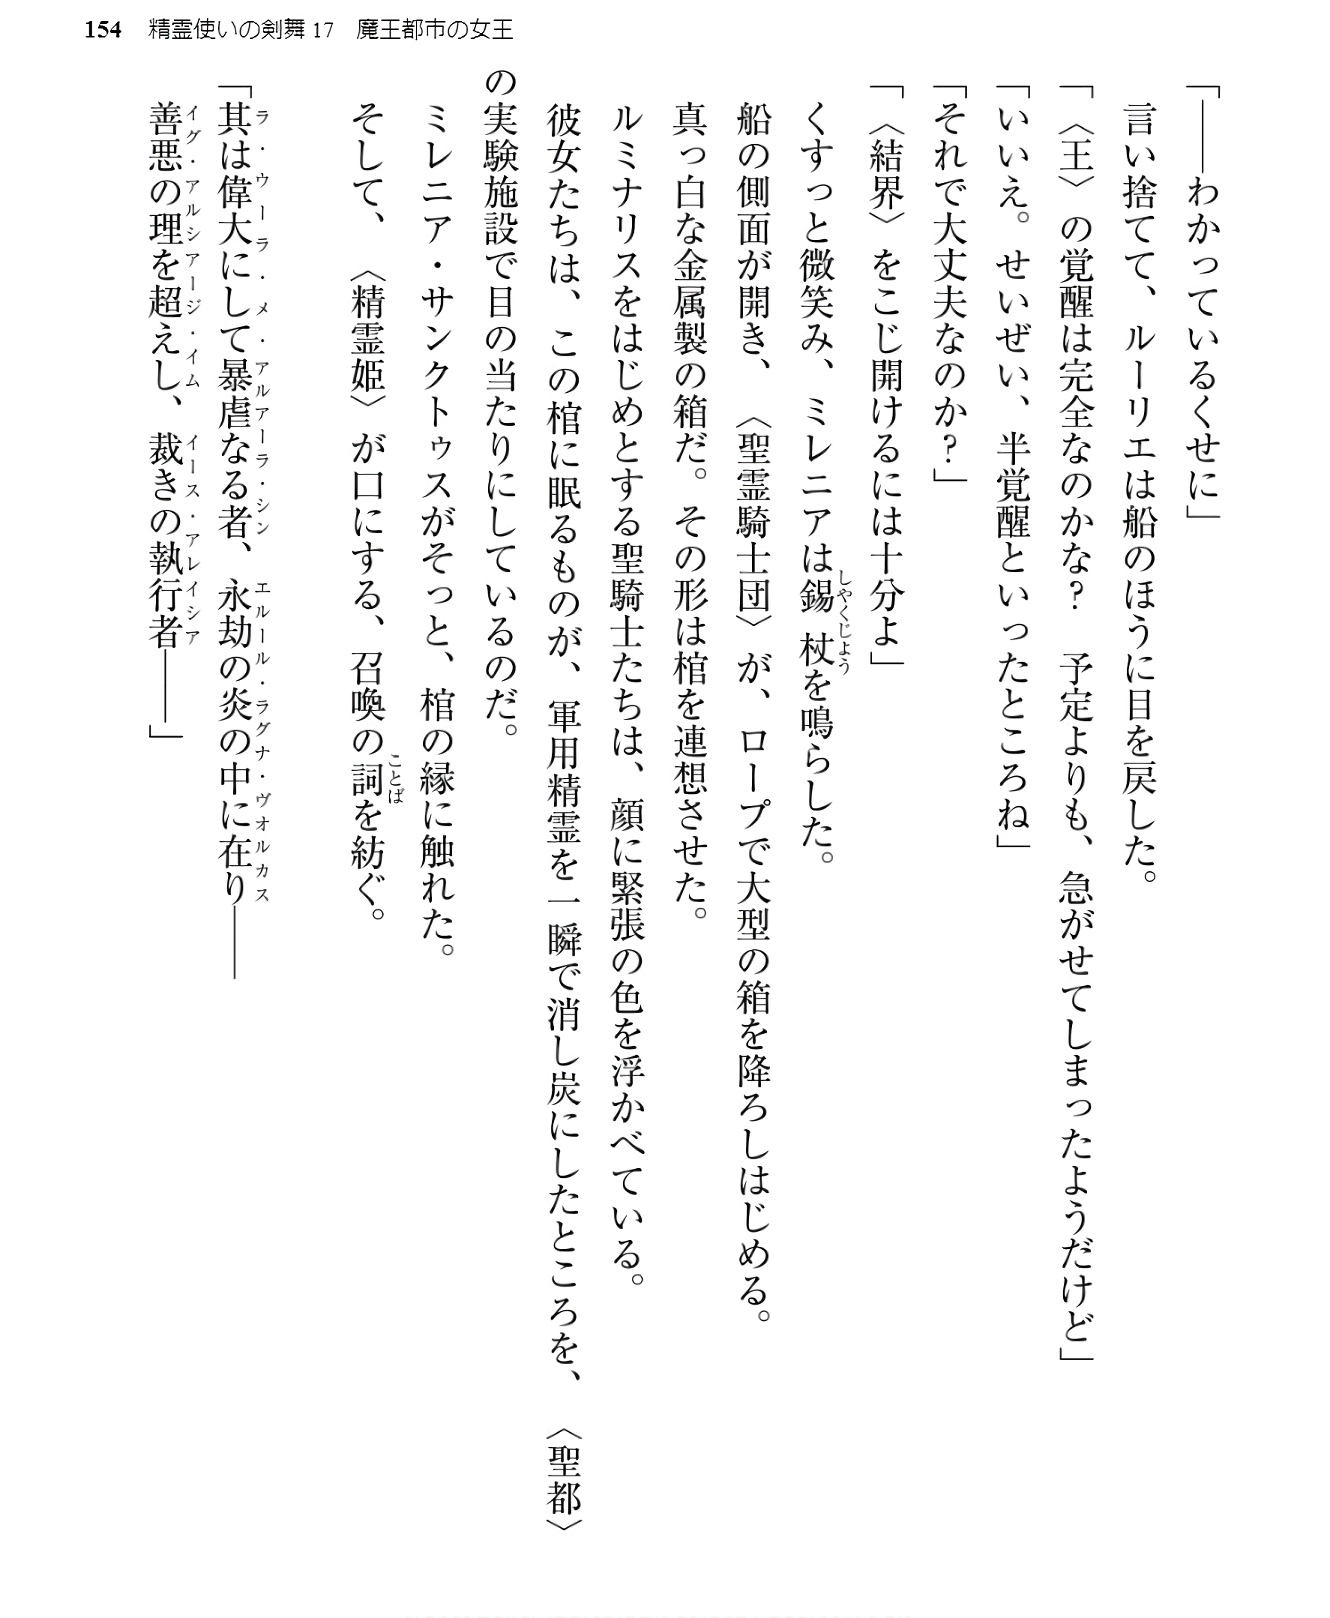 154 精霊使いの剣舞17 魔王都市の女王
「――わかっているくせに」
言い捨てて、ルーリエは船のほうに目を戻した。
「〈王〉の覚醒は完全なのかな？　予定よりも、急がせてしまったようだけど」
「いいえ。せいぜい、半覚醒といったところね」
「それで大丈夫なのか？」
「〈結界〉をこじ開けるには十分よ」
くすっと微笑み、ミレニアは錫杖を鳴らした。
しゃくじょう
船の側面が開き、〈聖霊騎士団〉が、ロープで大型の箱を降ろしはじめる。
真っ白な金属製の箱だ。その形は棺を連想させた。
ルミナリスをはじめとする聖騎士たちは、顔に緊張の色を浮かべている。
彼女たちは、この棺に眠るものが、軍用精霊を一瞬で消し炭にしたところを、〈聖都〉
の実験施設で目の当たりにしているのだ。
ミレニア・サンクトゥスがそっと、棺の縁に触れた。
そして、〈精霊姫〉が口にする、召喚の詞を紡ぐ。
ことば
「其は偉大にして暴虐なる者、永劫の炎の中に在り――
ラ・ウーラ・メ・アルアーラ・シン　エルール・ラグナ・ヴォルカス
善悪の理を超えし、裁きの執行者――」
イグ・アルシアージ・イム　イース・アレイシア